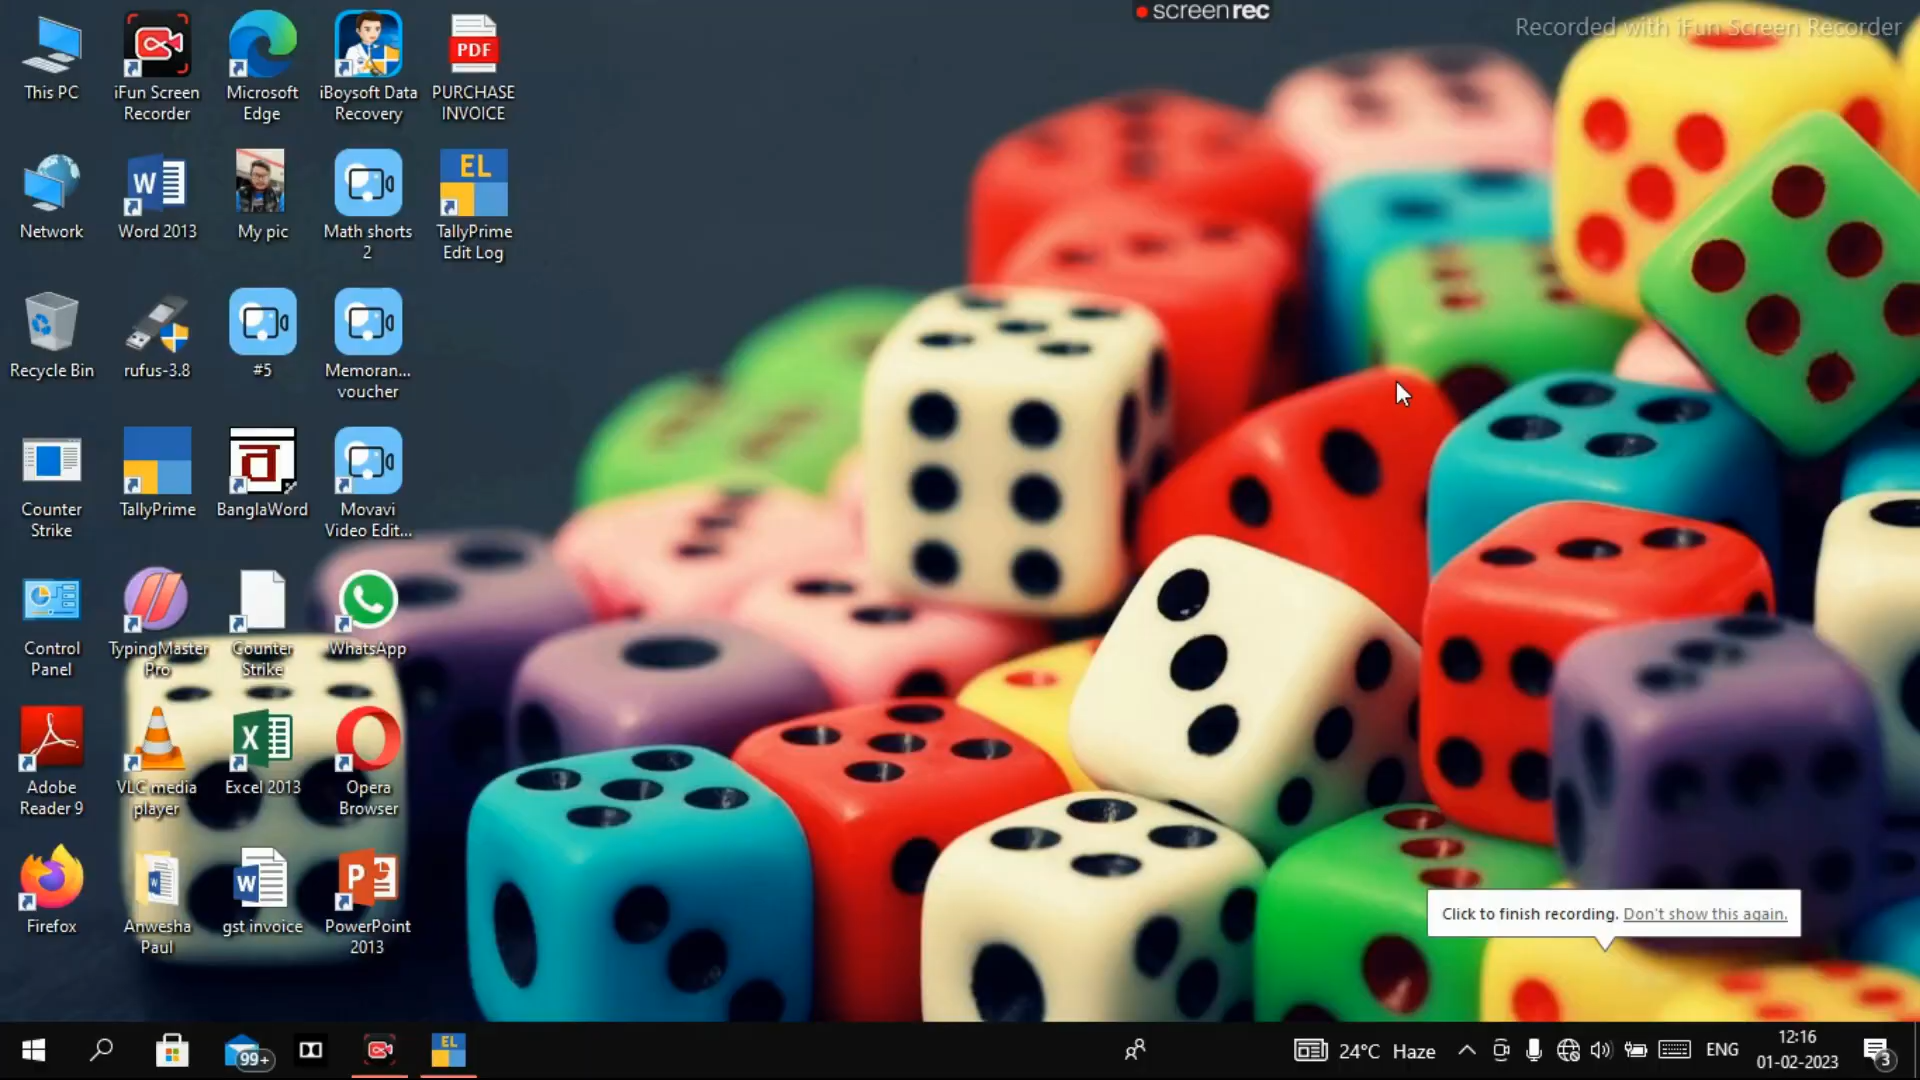 screenrec
Recorded with iFun Screen Recorder
This PC
iFun Screen
Recorder
Microsoft
Edge
iBoysoft Data
Recovery
PDF
PURCHASE
INVOICE
Network
W
Word 2013
My pic
Math shorts
2
EL
TallyPrime
Edit Log
Recycle Bin
rufus-3.8
#5
Memoran...
voucher
Counter
Strike
TallyPrime
BanglaWord
Movavi
Video Edit...
Control
Panel
TypingMaster
Pro
Counter
Strike
WhatsApp
Adobe
Reader 9
VLC media
player
X
Excel 2013
Opera
Browser
Firefox
W
Anwesha
Paul
W
gst invoice
P
PowerPoint
2013
Click to finish recording. Don't show this again.
99+
EL
24°C Haze
ENG
12:16
01-02-2023
3